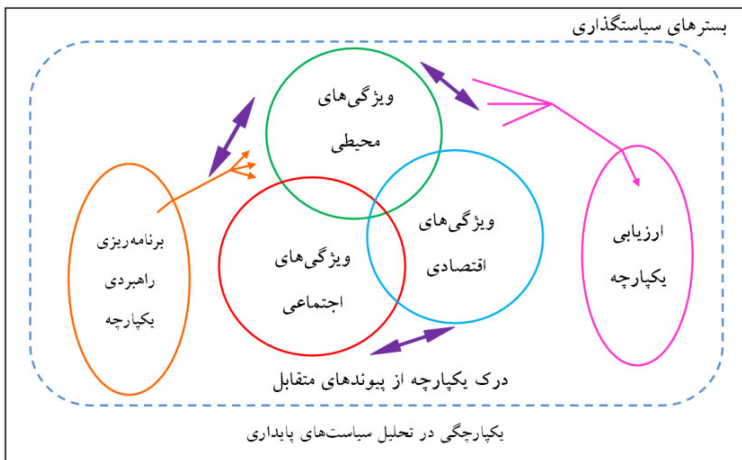 بسترهای سیاستگذاری
ویژگی‌های
محیطی
ویژگی‌های
اقتصادی
ویژگی‌های
اجتماعی
ارزیابی
یکپارچه
برنامه‌ریزی
راهبردی
یکپارچه
درک یکپارچه از پیوندهای متقابل
یکپارچگی در تحلیل سیاست‌های پایداری